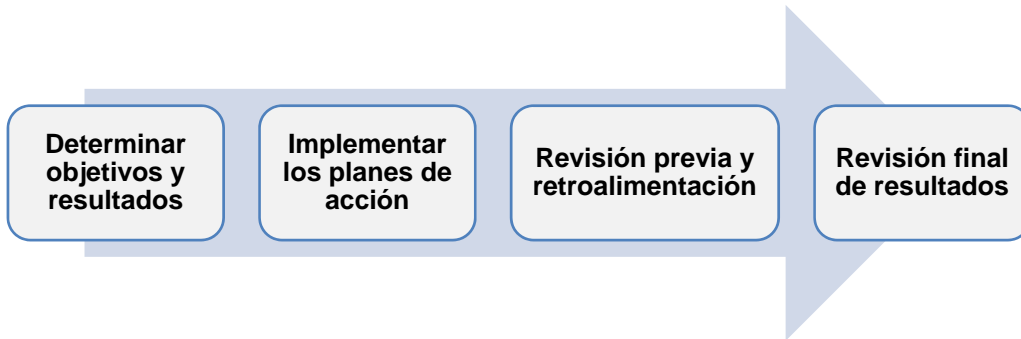 Determinar
objetivos y
resultados
Implementar
los planes de
acción
Revisión previa y
retroalimentación
Revisión final
de resultados